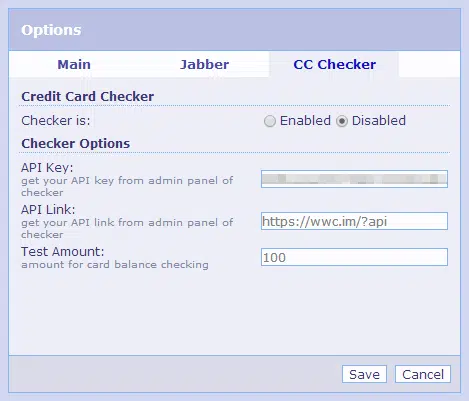 Options
Main Jabber CC Checker
Credit Card Checker
Checker is: Enabled Disabled
Checker Options
API Key:
get your API key from admin panel of
checker
API Link:
get your API link from admin panel of
checker
https://wwc.im/?api
Test Amount:
amount for card balance checking
100
Save Cancel